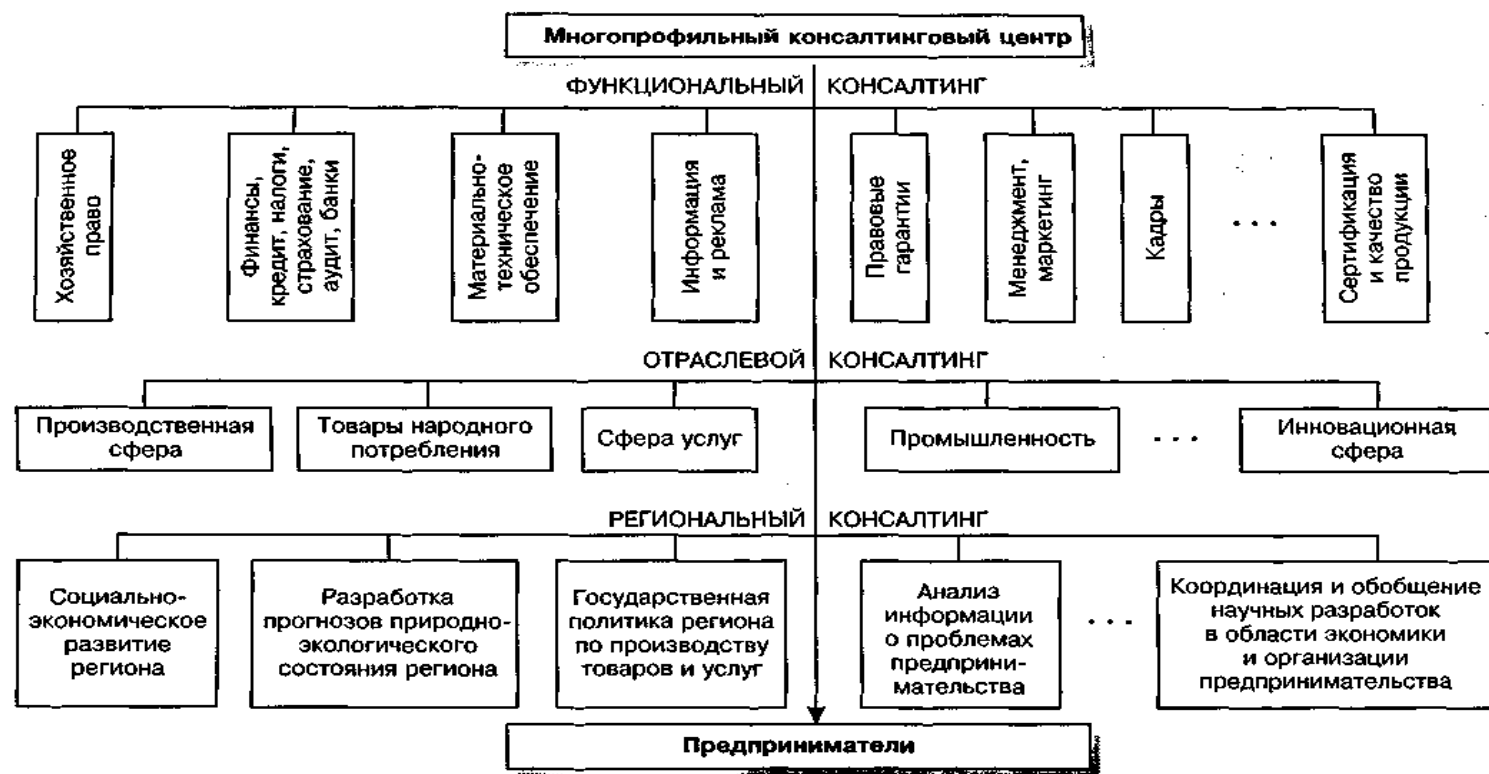 Многопрофильный консалтинговый центр
ФУНКЦИОНАЛЬНЫЙ КОНСАЛТИНГ
Хозяйственное
право
Финансы,
кредит, налоги,
страхование,
аудит, банки
Материально-
техническое
обеспечение
Информация
и реклама
Правовые
гарантии
Менеджмент,
маркетинг
Кадры
. . .
Сертификация
и качество
продукции
ОТРАСЛЕВОЙ КОНСАЛТИНГ
Производственная
сфера
Товары народного
потребления
Сфера услуг
Промышленность
. . .
Инновационная
сфера
РЕГИОНАЛЬНЫЙ КОНСАЛТИНГ
Социально-
экономическое
развитие
региона
Разработка
прогнозов природно-
экологического
состояния региона
Государственная
политика региона
по производству
товаров и услуг
Анализ
информации
о проблемах
предприни-
мательства
. . .
Координация и обобщение
научных разработок
в области экономики
и организации
предпринимательства
Предприниматели